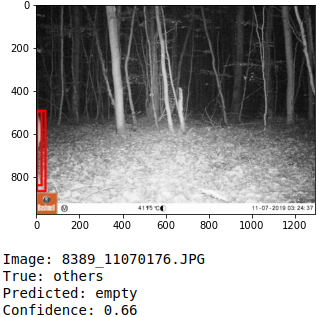 0
200
400
600
800
41°F5°C
11-07-2019 03:24:37
0 200 400 600 800 1000 1200
Image: 8389_11070176.JPG
True: others
Predicted: empty
Confidence: 0.66